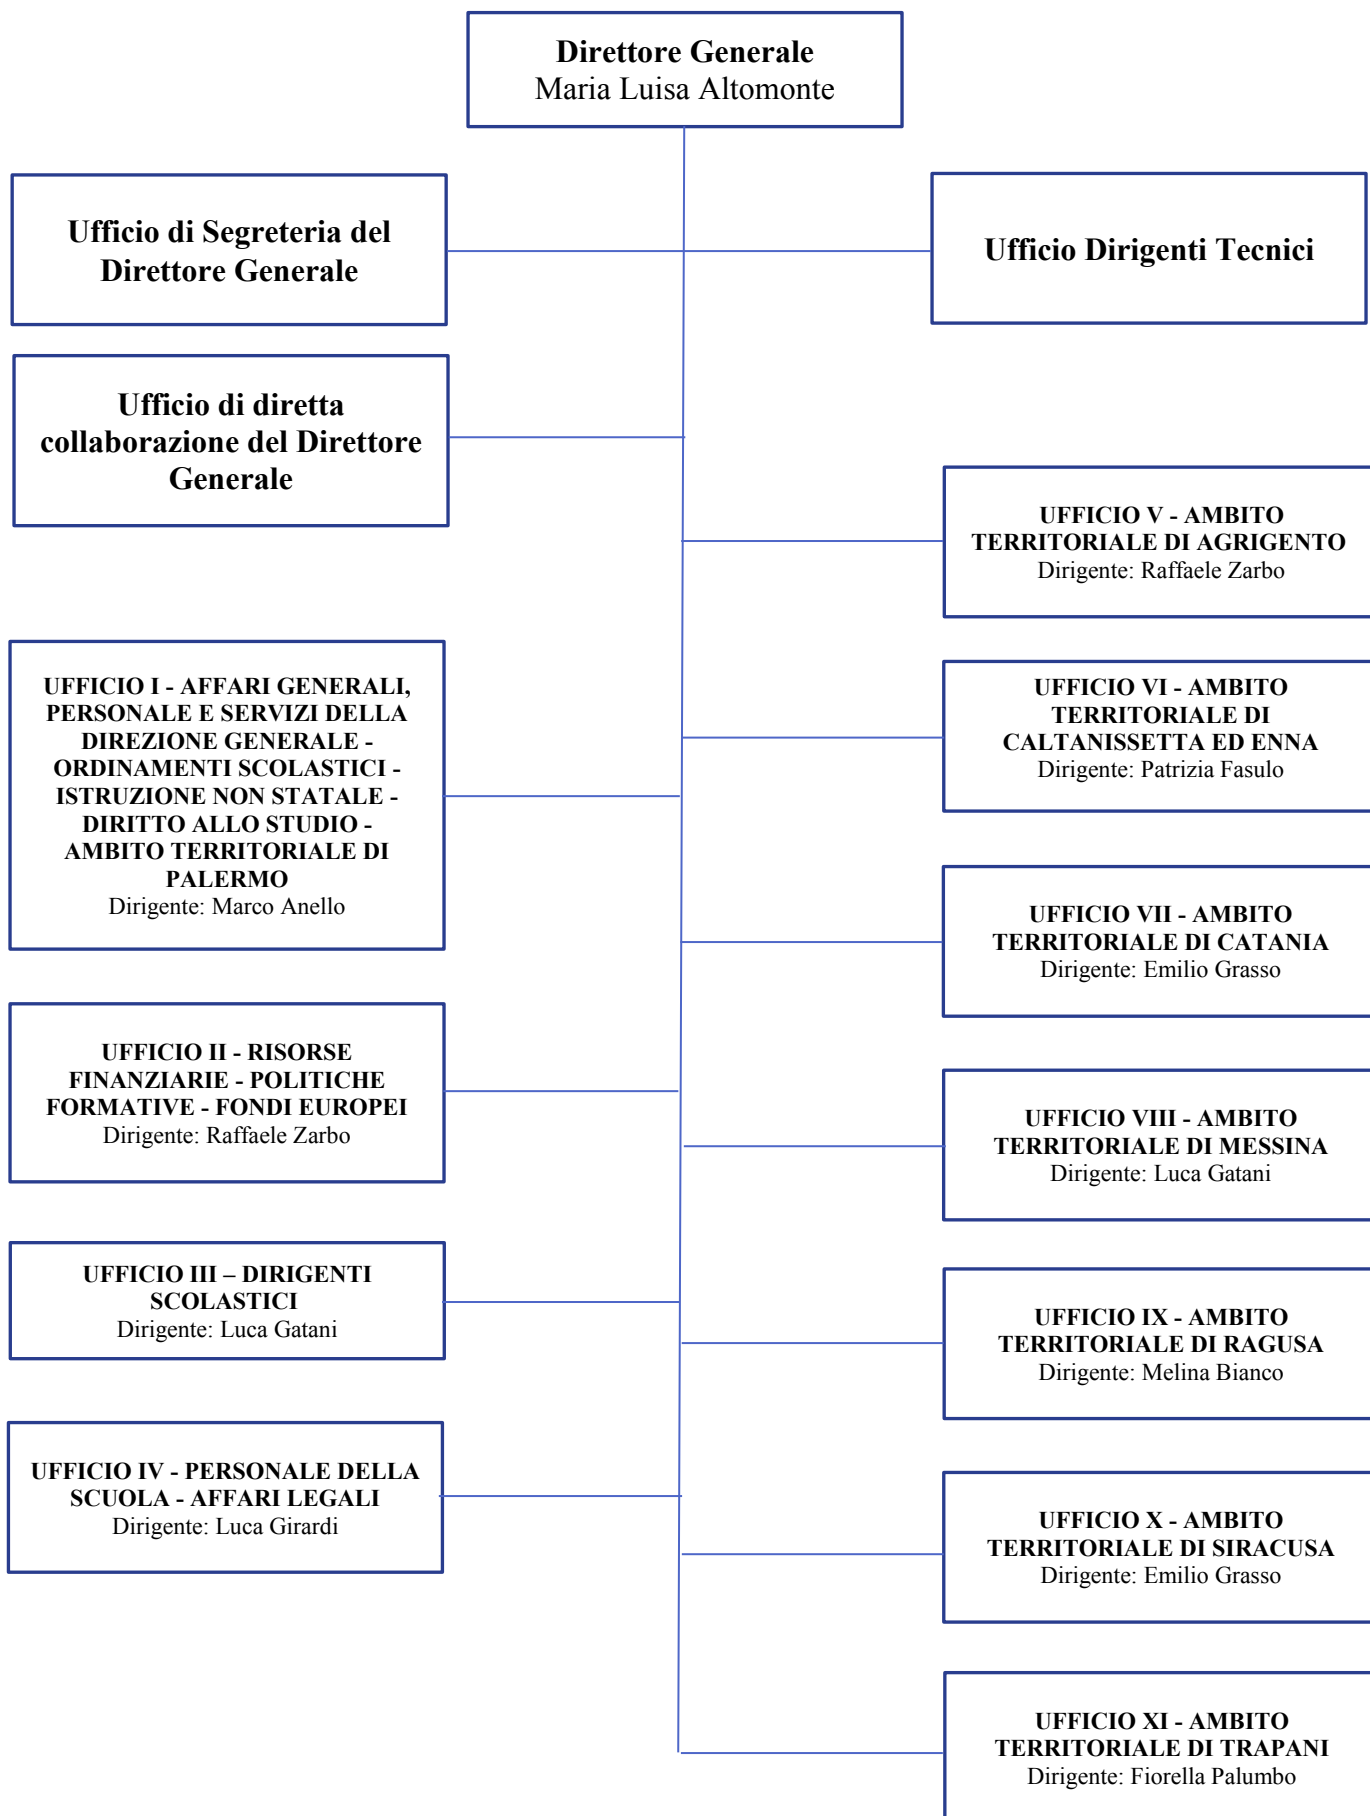 Direttore Generale
Maria Luisa Altomonte
Ufficio di Segreteria del
Direttore Generale
Ufficio Dirigenti Tecnici
Ufficio di diretta
collaborazione del Direttore
Generale
UFFICIO I - AFFARI GENERALI,
PERSONALE E SERVIZI DELLA
DIREZIONE GENERALE -
ORDINAMENTI SCOLASTICI -
ISTRUZIONE NON STATALE -
DIRITTO ALLO STUDIO -
AMBITO TERRITORIALE DI
PALERMO
Dirigente: Marco Anello
UFFICIO II - RISORSE
FINANZIARIE - POLITICHE
FORMATIVE - FONDI EUROPEI
Dirigente: Raffaele Zarbo
UFFICIO III – DIRIGENTI
SCOLASTICI
Dirigente: Luca Gatani
UFFICIO IV - PERSONALE DELLA
SCUOLA - AFFARI LEGALI
Dirigente: Luca Girardi
UFFICIO V - AMBITO
TERRITORIALE DI AGRIGENTO
Dirigente: Raffaele Zarbo
UFFICIO VI - AMBITO
TERRITORIALE DI
CALTANISSETTA ED ENNA
Dirigente: Patrizia Fasulo
UFFICIO VII - AMBITO
TERRITORIALE DI CATANIA
Dirigente: Emilio Grasso
UFFICIO VIII - AMBITO
TERRITORIALE DI MESSINA
Dirigente: Luca Gatani
UFFICIO IX - AMBITO
TERRITORIALE DI RAGUSA
Dirigente: Melina Bianco
UFFICIO X - AMBITO
TERRITORIALE DI SIRACUSA
Dirigente: Emilio Grasso
UFFICIO XI - AMBITO
TERRITORIALE DI TRAPANI
Dirigente: Fiorella Palumbo